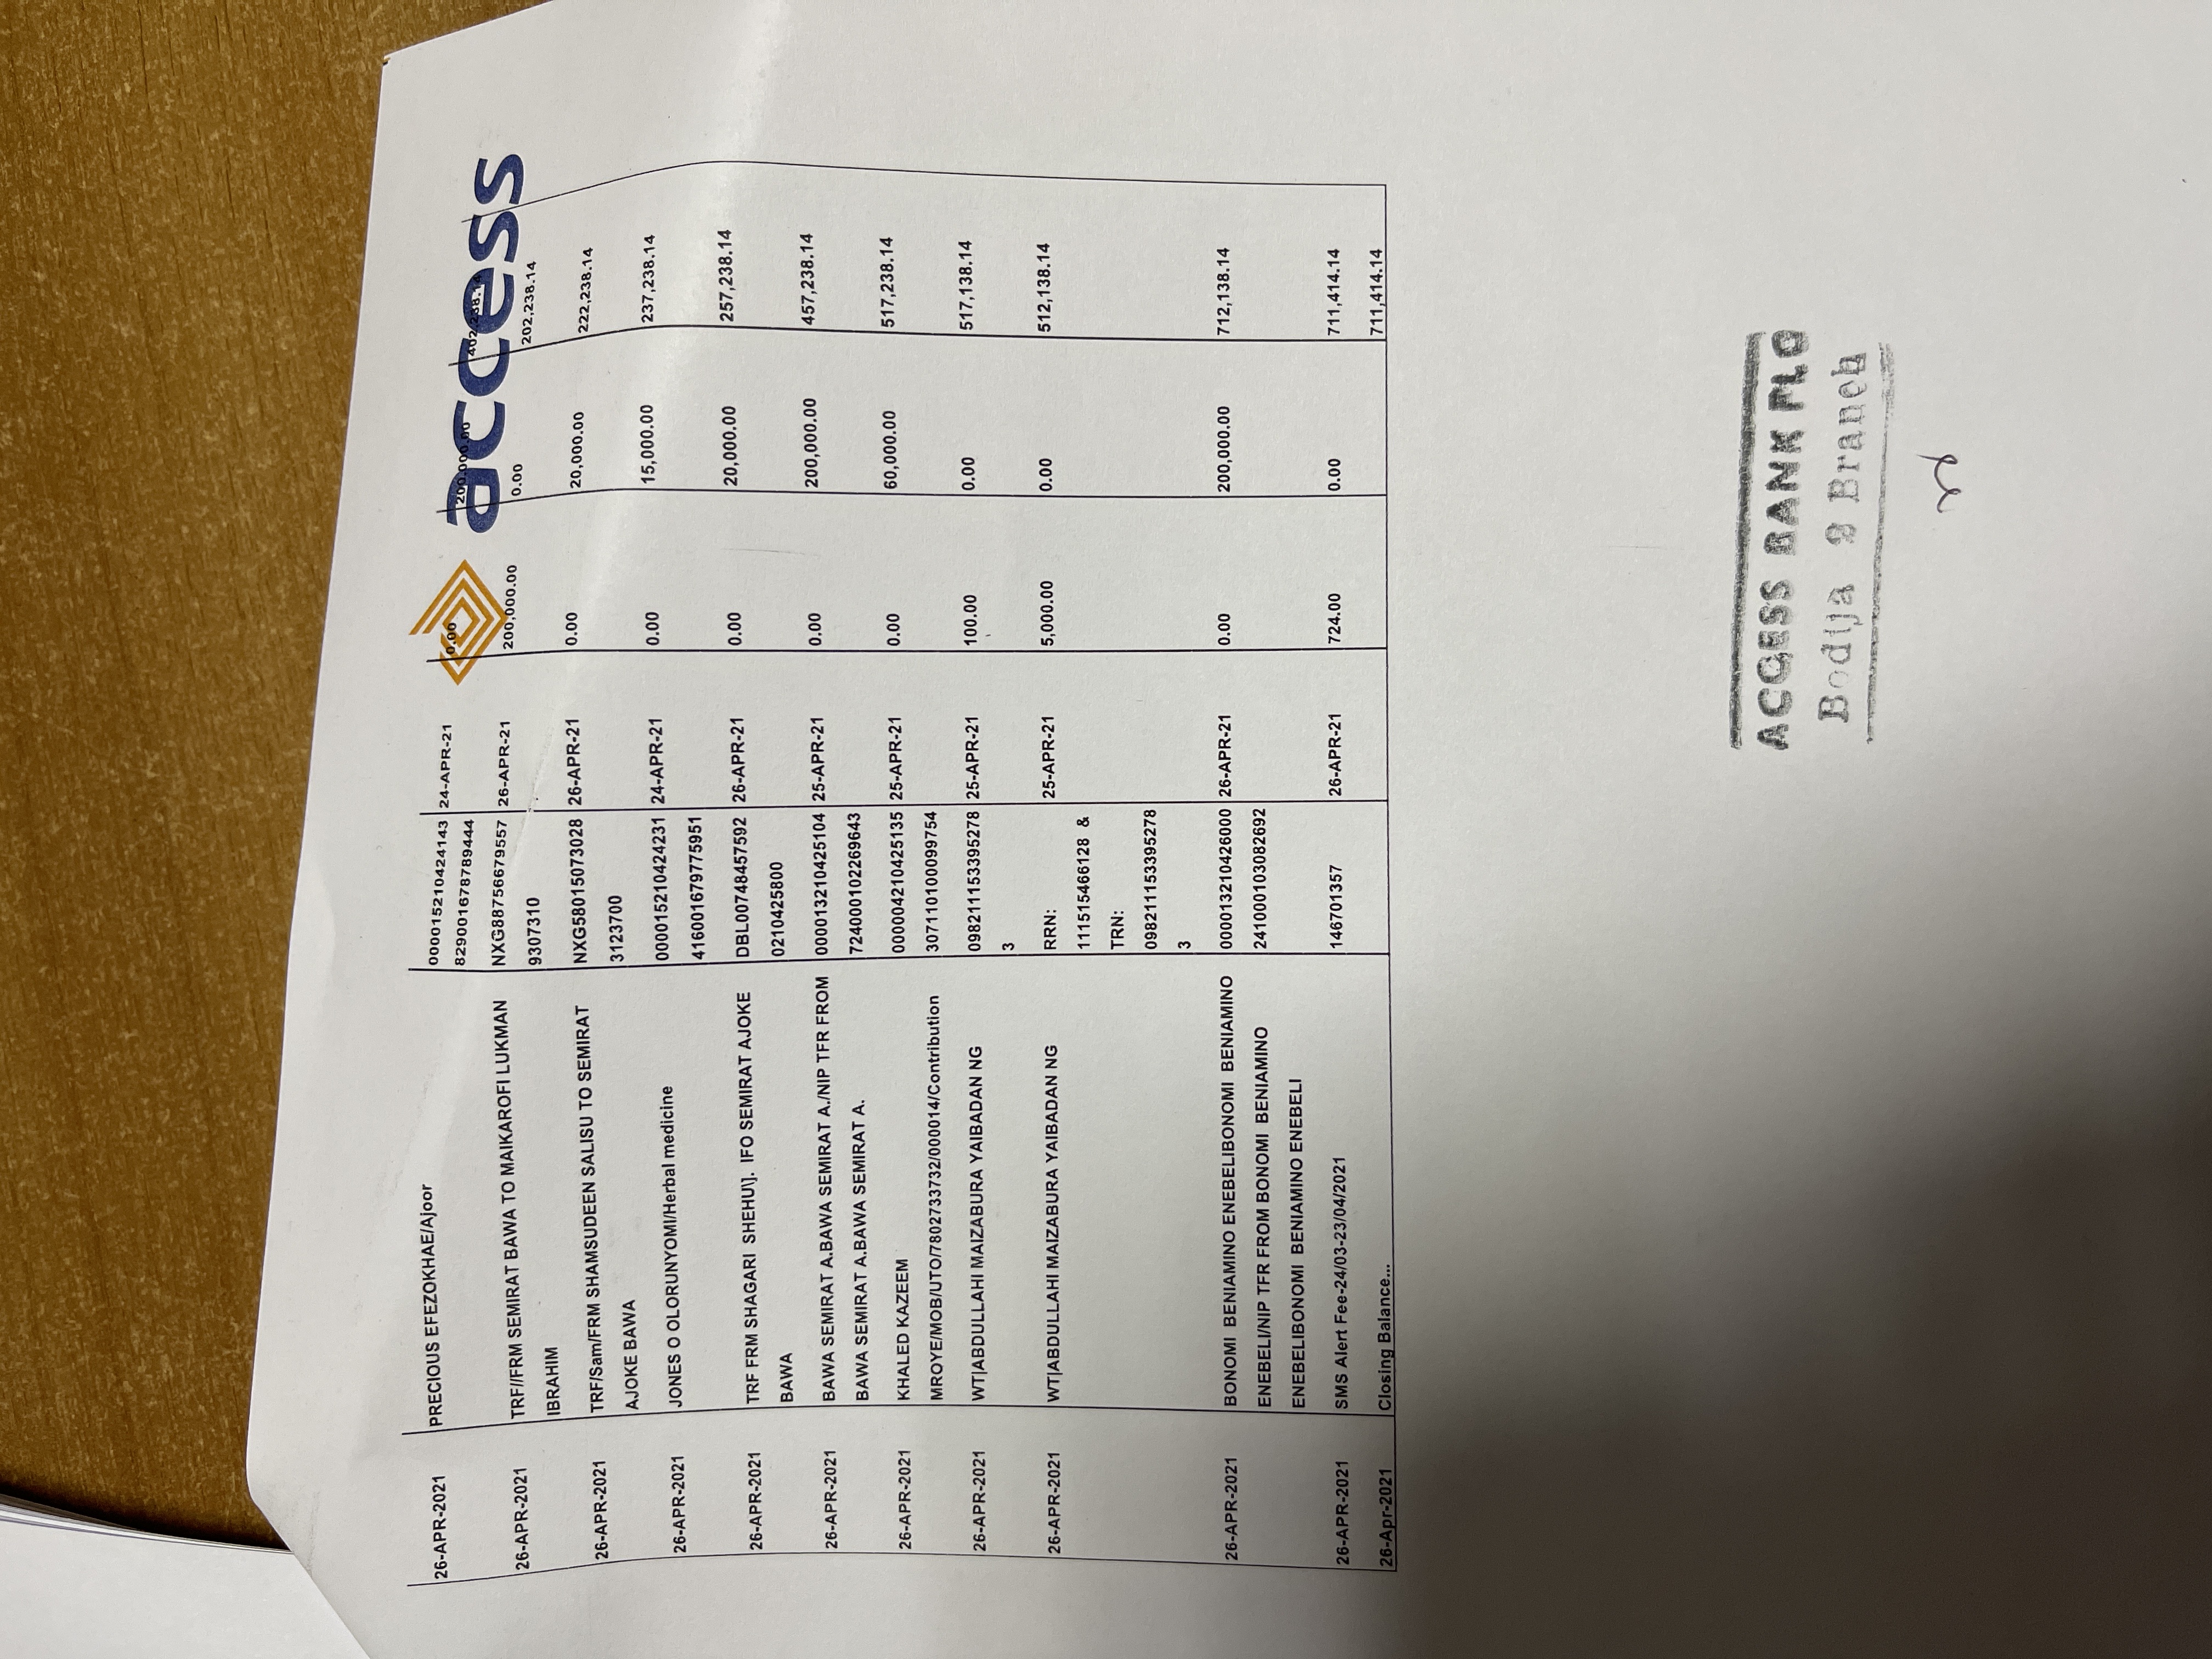 access
26-APR-2021 PRECIOUS EFEZOKHAE/Ajoor 000015210424143 24-APR-21 0.00 200,000.00 402,238.14
829001678789444
26-APR-2021 TRF//FRM SEMIRAT BAWA TO MAIKAROFI LUKMAN NXG88756679557 26-APR-21 200,000.00 0.00 202,238.14
IBRAHIM 9307310
26-APR-2021 TRF/Sam/FRM SHAMSUDEEN SALISU TO SEMIRAT NXG58015073028 26-APR-21 0.00 20,000.00 222,238.14
AJOKE BAWA 3123700
26-APR-2021 JONES O OLORUNYOMI/Herbal medicine 000015210424231 24-APR-21 0.00 15,000.00 237,238.14
416001679775951
26-APR-2021 TRF FRM SHAGARI SHEHU\]. IFO SEMIRAT AJOKE DBL00748457592 26-APR-21 0.00 20,000.00 257,238.14
BAWA 0210425800
26-APR-2021 BAWA SEMIRAT A.BAWA SEMIRAT A./NIP TFR FROM 000013210425104 25-APR-21 0.00 200,000.00 457,238.14
BAWA SEMIRAT A.BAWA SEMIRAT A. 724000102269643
26-APR-2021 KHALED KAZEEM 000004210425135 25-APR-21 0.00 60,000.00 517,238.14
MROYE/MOB/UTO/7802733732/000014/Contribution 307110100099754
26-APR-2021 WT|ABDULLAHI MAIZABURA YAIBADAN NG 098211153395278 25-APR-21 100.00 0.00 517,138.14
3
26-APR-2021 WT|ABDULLAHI MAIZABURA YAIBADAN NG RRN: 25-APR-21 5,000.00 0.00 512,138.14
111515466128 &
TRN:
098211153395278
3
26-APR-2021 BONOMI BENIAMINO ENEBELIBONOMI BENIAMINO 000013210426000 26-APR-21 0.00 200,000.00 712,138.14
ENEBELI/NIP TFR FROM BONOMI BENIAMINO 241000103082692
ENEBELIBONOMI BENIAMINO ENEBELI
26-APR-2021 SMS Alert Fee-24/03-23/04/2021 146701357 26-APR-21 724.00 0.00 711,414.14
26-Apr-2021 Closing Balance... 711,414.14
ACCESS BANK PLC
Bodija 2 Branch